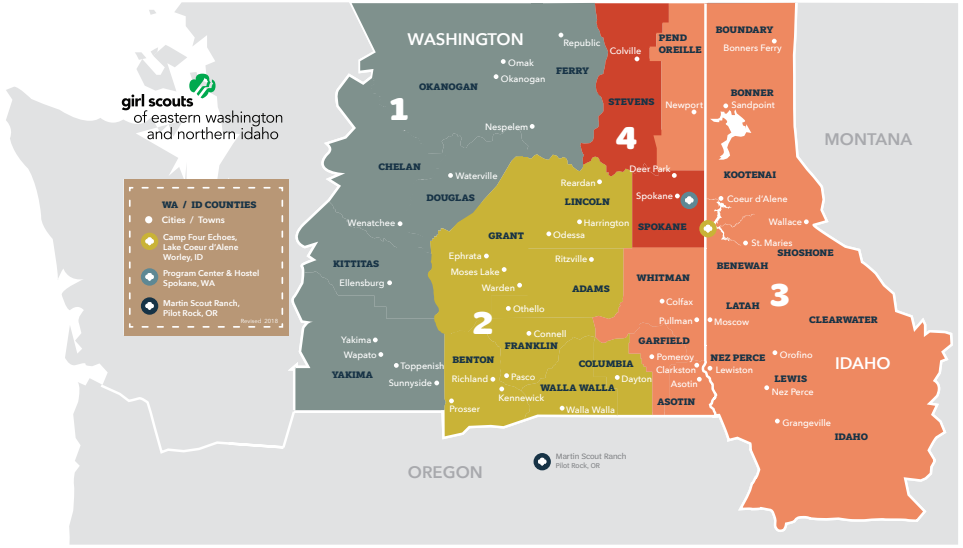 girl scouts
of eastern washington
and northern idaho
WA / ID COUNTIES
Cities / Towns
Camp Four Echoes,
Lake Coeur d'Alene
Worley, ID
Program Center & Hostel
Spokane, WA
Martin Scout Ranch,
Pilot Rock, OR
Revised 2018
WASHINGTON
Republic
Omak
Okanogan
FERRY
OKANOGAN
1
Nespelem
CHELAN
Waterville
DOUGLAS
Wenatchee
KITTITAS
Ellensburg
Yakima
Wapato
Toppenish
YAKIMA
Sunnyside
Reardan
LINCOLN
Harrington
Odessa
GRANT
Ephrata
Ritzville
Moses Lake
Warden
ADAMS
Othello
2
Connell
FRANKLIN
BENTON
COLUMBIA
Richland
Pasco
Dayton
WALLA WALLA
Kennewick
Prosser
Walla Walla
Colville
STEVENS
4
Deer Park
Spokane
SPOKANE
PEND
OREILLE
Newport
BOUNDARY
Bonners Ferry
BONNER
Sandpoint
KOOTENAI
Coeur d'Alene
Wallace
St. Maries
SHOSHONE
BENEWAH
WHITMAN
3
LATAH
Colfax
Pullman
Moscow
CLEARWATER
GARFIELD
Pomeroy
NEZ PERCE
Orofino
IDAHO
Clarkston
Lewiston
Asotin
LEWIS
Nez Perce
ASOTIN
Grangeville
IDAHO
MONTANA
OREGON
Martin Scout Ranch
Pilot Rock, OR